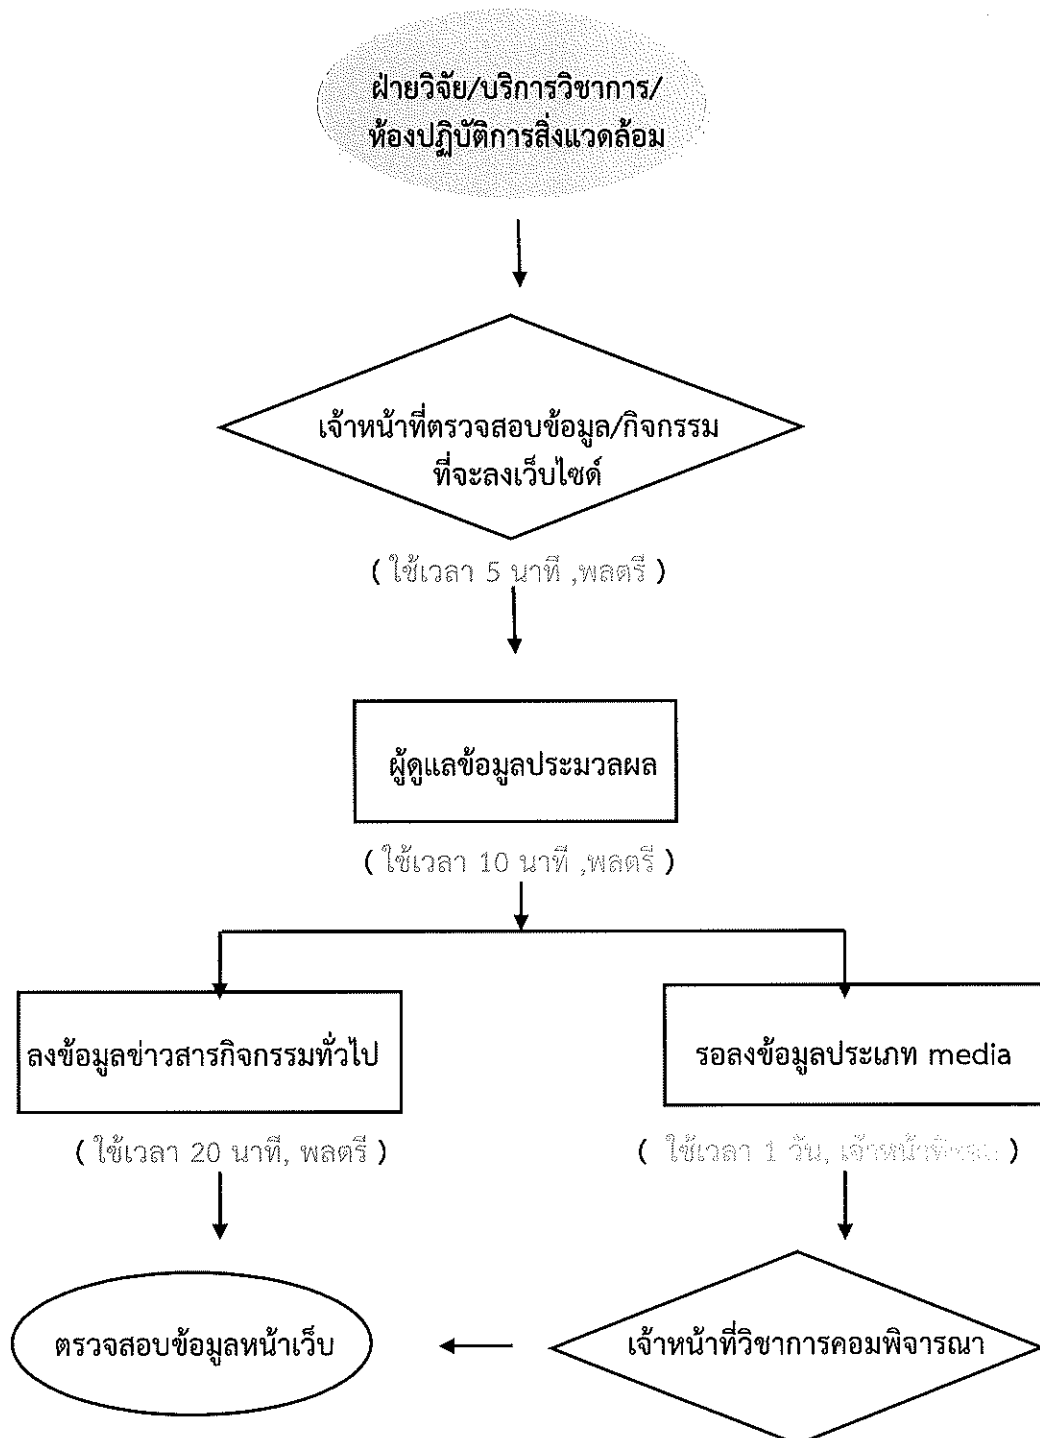 ฝ่ายวิจัย/บริการวิชาการ/
ห้องปฏิบัติการสิ่งแวดล้อม
เจ้าหน้าที่ตรวจสอบข้อมูล/กิจกรรม
ที่จะลงเว็บไซด์
( ใช้เวลา 5 นาที ,พลตรี )
ผู้ดูแลข้อมูลประมวลผล
( ใช้เวลา 10 นาที ,พลตรี )
ลงข้อมูลข่าวสารกิจกรรมทั่วไป
รอลงข้อมูลประเภท media
( ใช้เวลา 20 นาที, พลตรี )
( ใช้เวลา 1 วัน, )
ตรวจสอบข้อมูลหน้าเว็บ
เจ้าหน้าที่วิชาการคอมพิจารณา